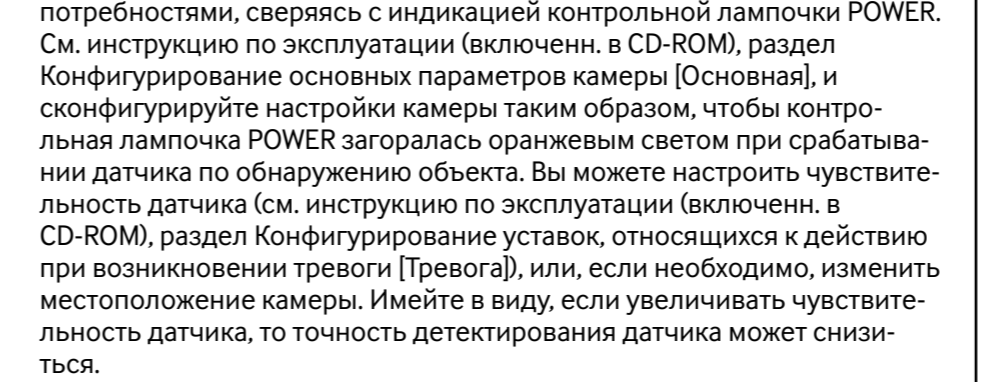 потребностями, сверяясь с индикацией контрольной лампочки POWER.
См. инструкцию по эксплуатации (включенн. в CD-ROM), раздел
Конфигурирование основных параметров камеры [Основная], и
сконфигурируйте настройки камеры таким образом, чтобы контро-
льная лампочка POWER загоралась оранжевым светом при срабатыва-
нии датчика по обнаружению объекта. Вы можете настроить чувствите-
льность датчика (см. инструкцию по эксплуатации (включенн. в
CD-ROM), раздел Конфигурирование уставок, относящихся к действию
при возникновении тревоги [Тревога]), или, если необходимо, изменить
местоположение камеры. Имейте в виду, если увеличивать чувствите-
льность датчика, то точность детектирования датчика может снизи-
ться.